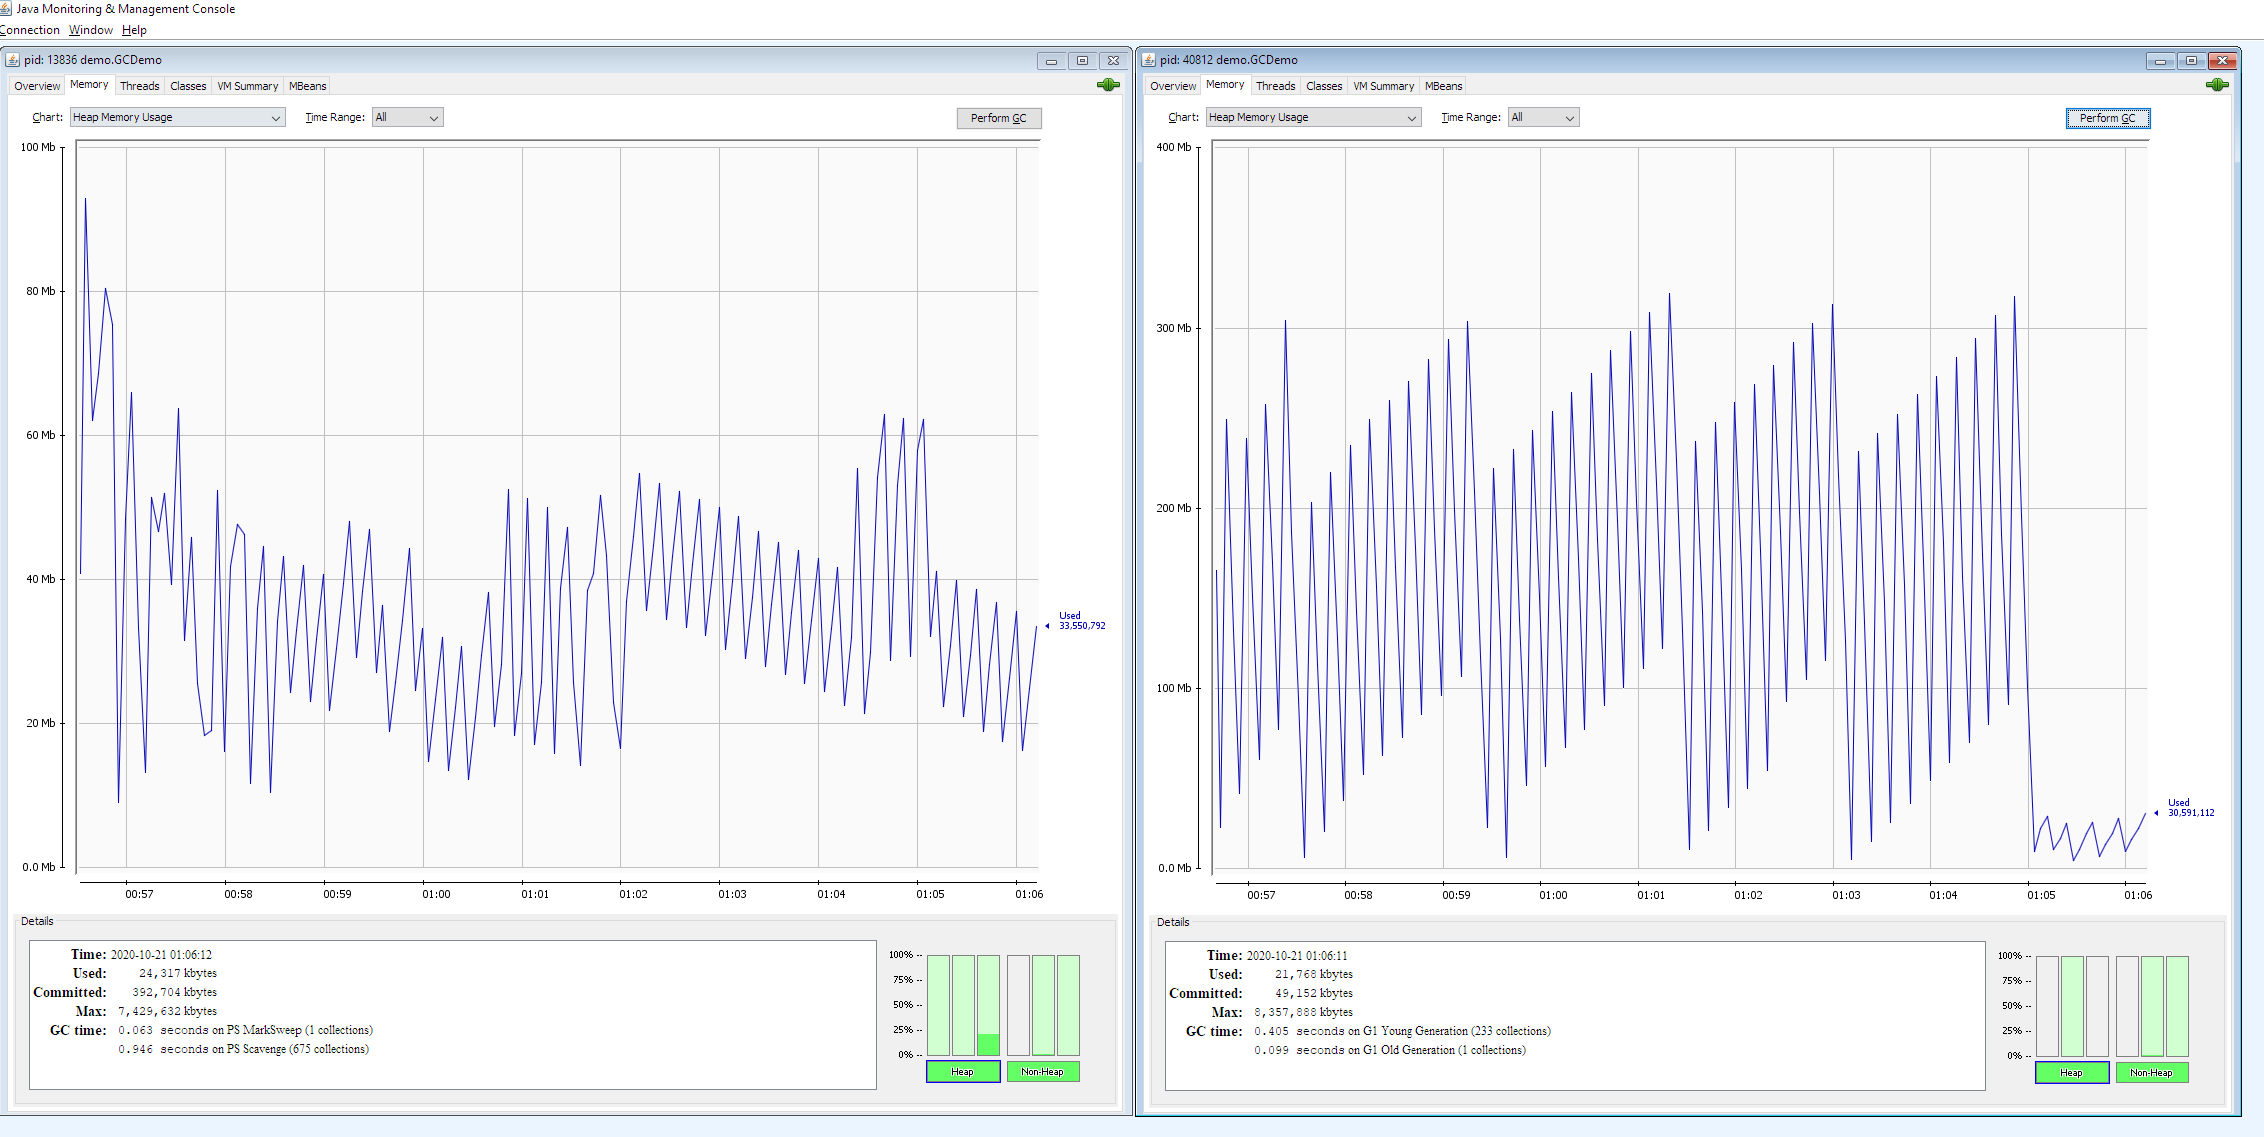 Java Monitoring & Management Console
Connection Window Help
pid: 13836 demo.GCDemo
Overview Memory Threads Classes VM Summary MBeans
Chart: Heap Memory Usage Time Range: All Perform GC
100 Mb
80 Mb
60 Mb
40 Mb
20 Mb
0.0 Mb
Used
33,550,792
00:57 00:58 00:59 01:00 01:01 01:02 01:03 01:04 01:05 01:06
Details
Time: 2020-10-21 01:06:12
Used: 24,317 kbytes
Committed: 392,704 kbytes
Max: 7,429,632 kbytes
GC time: 0.063 seconds on PS MarkSweep (1 collections)
0.946 seconds on PS Scavenge (675 collections)
100% --
75% --
50% --
25% --
0% --
Heap Non-Heap
pid: 40812 demo.GCDemo
Overview Memory Threads Classes VM Summary MBeans
Chart: Heap Memory Usage Time Range: All Perform GC
400 Mb
300 Mb
200 Mb
100 Mb
0.0 Mb
Used
30,591,112
00:57 00:58 00:59 01:00 01:01 01:02 01:03 01:04 01:05 01:06
Details
Time: 2020-10-21 01:06:11
Used: 21,768 kbytes
Committed: 49,152 kbytes
Max: 8,357,888 kbytes
GC time: 0.405 seconds on G1 Young Generation (233 collections)
0.099 seconds on G1 Old Generation (1 collections)
100% --
75% --
50% --
25% --
0% --
Heap Non-Heap